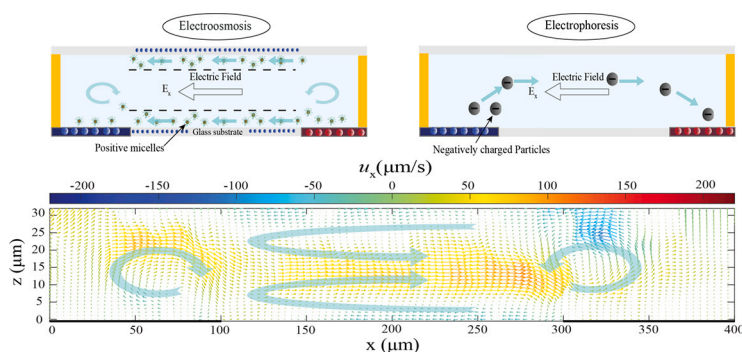 Electroosmosis
Electrophoresis
Electric Field
Eₓ
Positive micelles
Glass substrate
Electric Field
Eₓ
Negatively charged Particles
uₓ(μm/s)
-200 -150 -100 -50 0 50 100 150 200
z (μm)
30
25
20
15
10
5
0
0 50 100 150 200 250 300 350 400
x (μm)